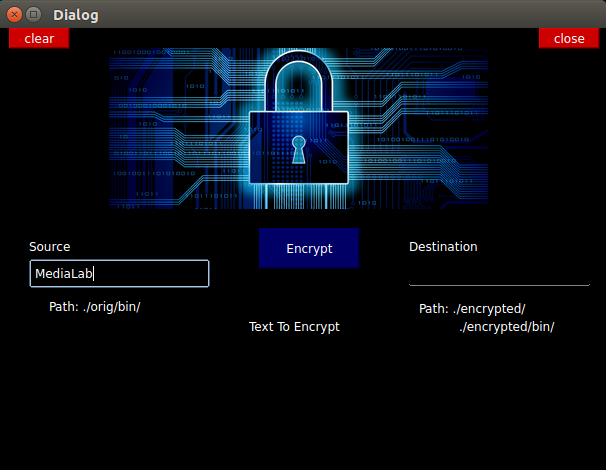 Dialog
clear
close
Source
Encrypt
Destination
MediaLab
Path: ./orig/bin/
Path: ./encrypted/
./encrypted/bin/
Text To Encrypt